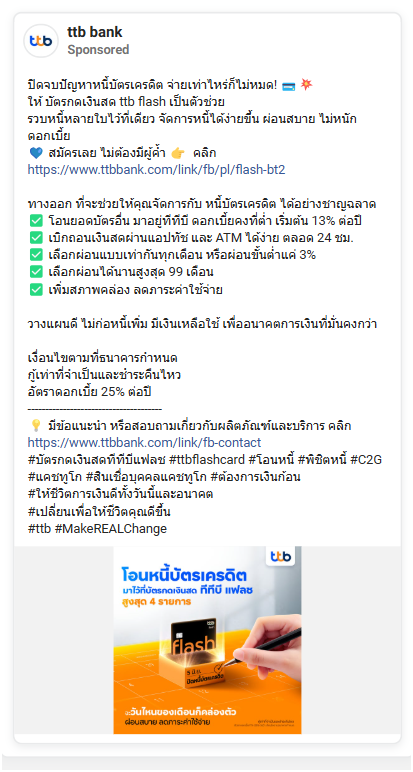 ttb bank
Sponsored
ปิดจบปัญหาหนี้บัตรเครดิต จ่ายเท่าไหร่ก็ไม่หมด! 💳 💥
ให้ บัตรกดเงินสด ttb flash เป็นตัวช่วย
รวบหนี้หลายใบไว้ที่เดียว จัดการหนี้ได้ง่ายขึ้น ผ่อนสบาย ไม่หนัก
ดอกเบี้ย
💙 สมัครเลย ไม่ต้องมีผู้ค้ำ 👉 คลิก
https://www.ttbbank.com/link/fb/pl/flash-bt2
ทางออก ที่จะช่วยให้คุณจัดการกับ หนี้บัตรเครดิต ได้อย่างชาญฉลาด
✅ โอนยอดบัตรอื่น มาอยู่ที่ทีทีบี ดอกเบี้ยคงที่ต่ำ เริ่มต้น 13% ต่อปี
✅ เบิกถอนเงินสดผ่านแอปทัช และ ATM ได้ง่าย ตลอด 24 ชม.
✅ เลือกผ่อนแบบเท่ากันทุกเดือน หรือผ่อนขั้นต่ำแค่ 3%
✅ เลือกผ่อนได้นานสูงสุด 99 เดือน
✅ เพิ่มสภาพคล่อง ลดภาระค่าใช้จ่าย
วางแผนดี ไม่ก่อหนี้เพิ่ม มีเงินเหลือใช้ เพื่ออนาคตการเงินที่มั่นคงกว่า
เงื่อนไขตามที่ธนาคารกำหนด
กู้เท่าที่จำเป็นและชำระคืนไหว
อัตราดอกเบี้ย 25% ต่อปี
--------------------------------------
💡 มีข้อแนะนำ หรือสอบถามเกี่ยวกับผลิตภัณฑ์และบริการ คลิก
https://www.ttbbank.com/link/fb-contact
#บัตรกดเงินสดทีทีบีแฟลช #ttbflashcard #โอนหนี้ #พิชิตหนี้ #C2G
#แคชทูโก #สินเชื่อบุคคลแคชทูโก #ต้องการเงินก้อน
#ให้ชีวิตการเงินดีทั้งวันนี้และอนาคต
#เปลี่ยนเพื่อให้ชีวิตคุณดีขึ้น
#ttb #MakeREALChange
ttb
โอนหนี้บัตรเครดิต
มาไว้ที่บัตรกดเงินสด ทีทีบี แฟลช
สูงสุด 4 รายการ
flash
ปิดหนี้บัตรเครดิต
จะวันไหนของเดือนก็คล่องตัว
ผ่อนสบาย ลดภาระค่าใช้จ่าย